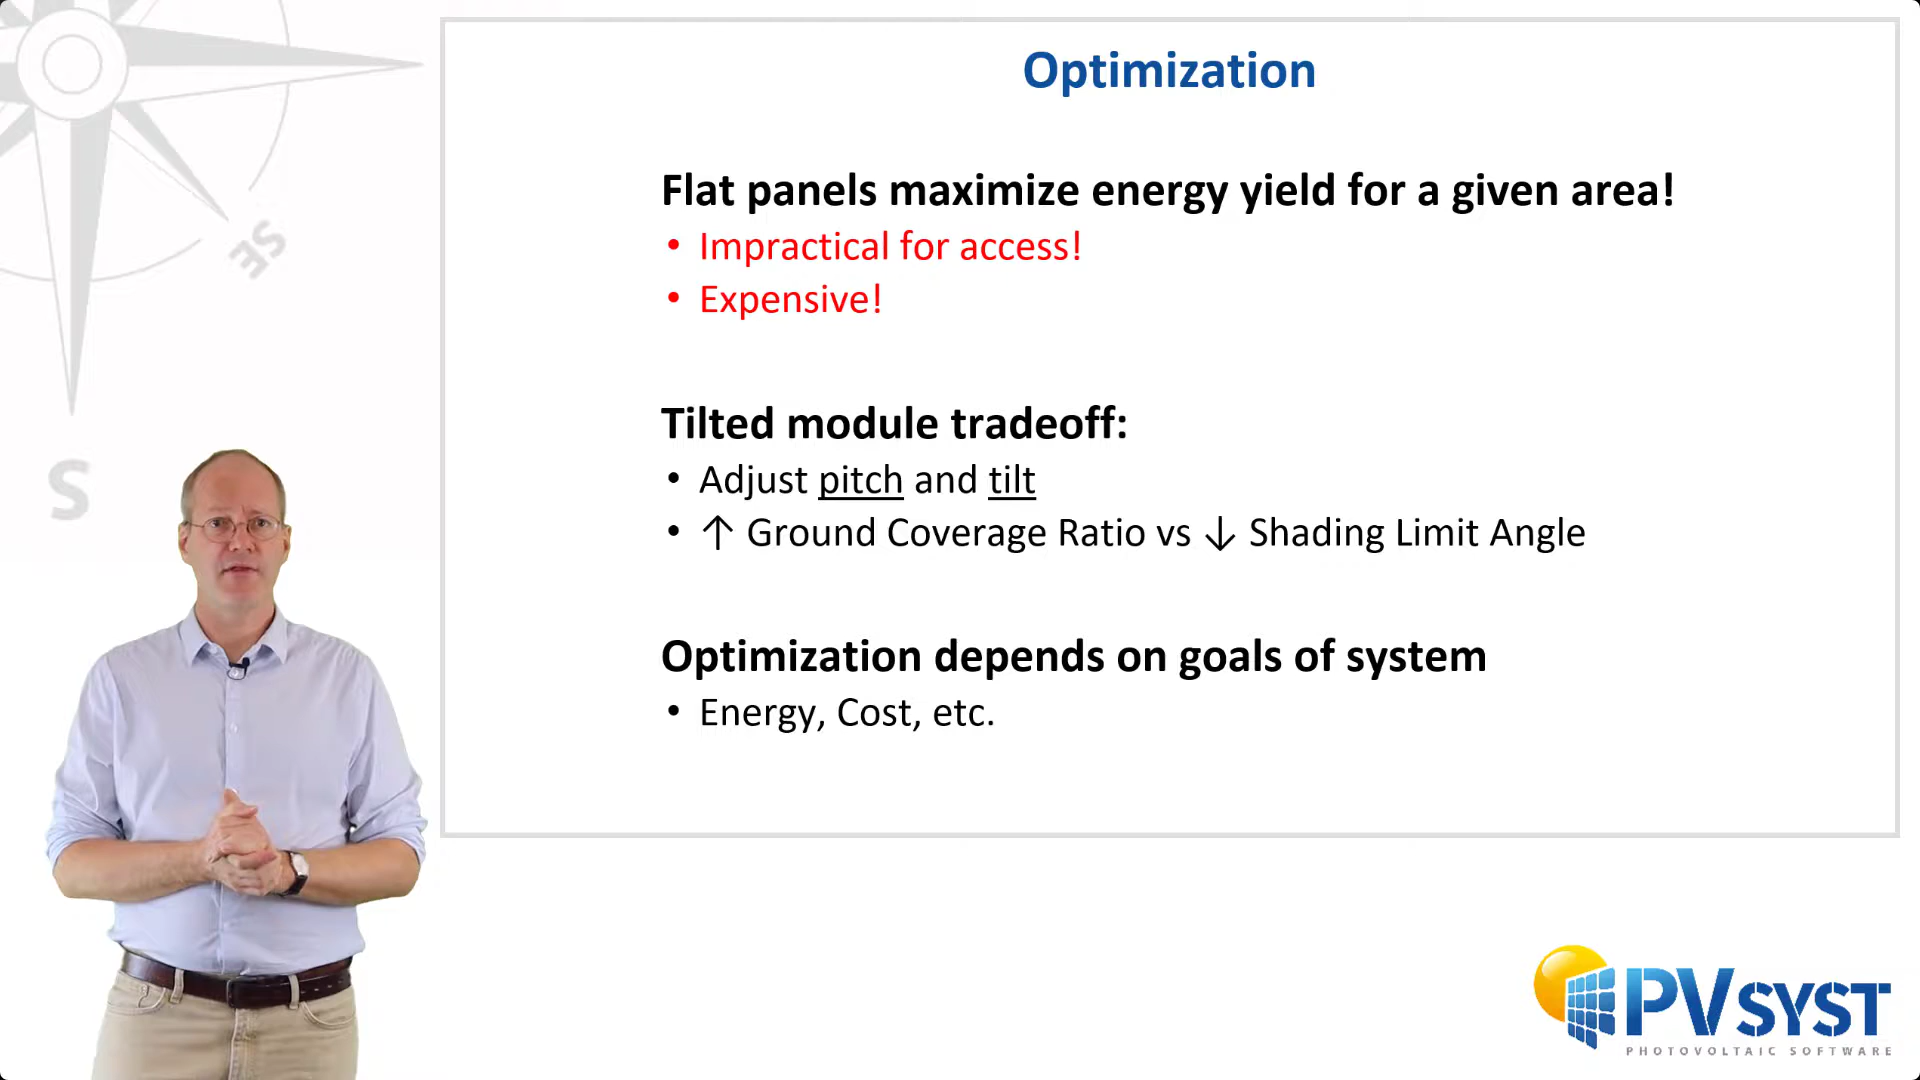 Optimization
Flat panels maximize energy yield for a given area!
• Impractical for access!
• Expensive!
Tilted module tradeoff:
• Adjust pitch and tilt
• ↑ Ground Coverage Ratio vs ↓ Shading Limit Angle
Optimization depends on goals of system
• Energy, Cost, etc.
SE
S
PVSYST
PHOTOVOLTAIC SOFTWARE